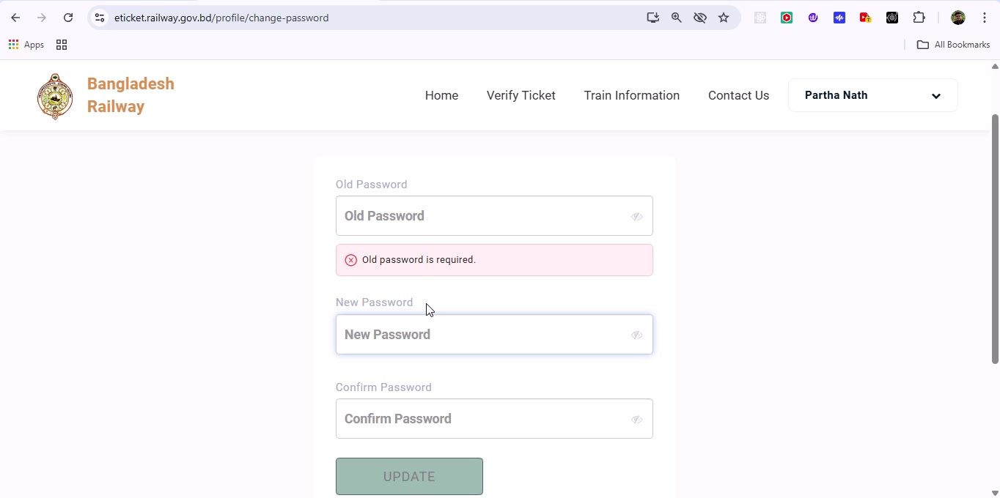 eticket.railway.gov.bd/profile/change-password
Apps
All Bookmarks
Bangladesh
Railway
Home
Verify Ticket
Train Information
Contact Us
Partha Nath
Old Password
Old Password
Old password is required.
New Password
New Password
Confirm Password
Confirm Password
UPDATE